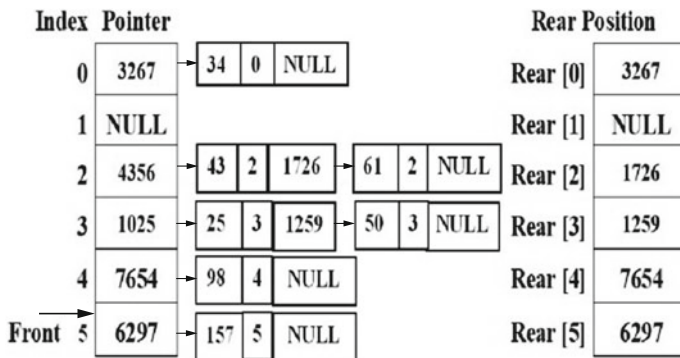 Index Pointer Rear Position
0 3267 34 0 NULL Rear [0] 3267
1 NULL Rear [1] NULL
2 4356 43 2 1726 61 2 NULL Rear [2] 1726
3 1025 25 3 1259 50 3 NULL Rear [3] 1259
4 7654 98 4 NULL Rear [4] 7654
Front 5 6297 157 5 NULL Rear [5] 6297